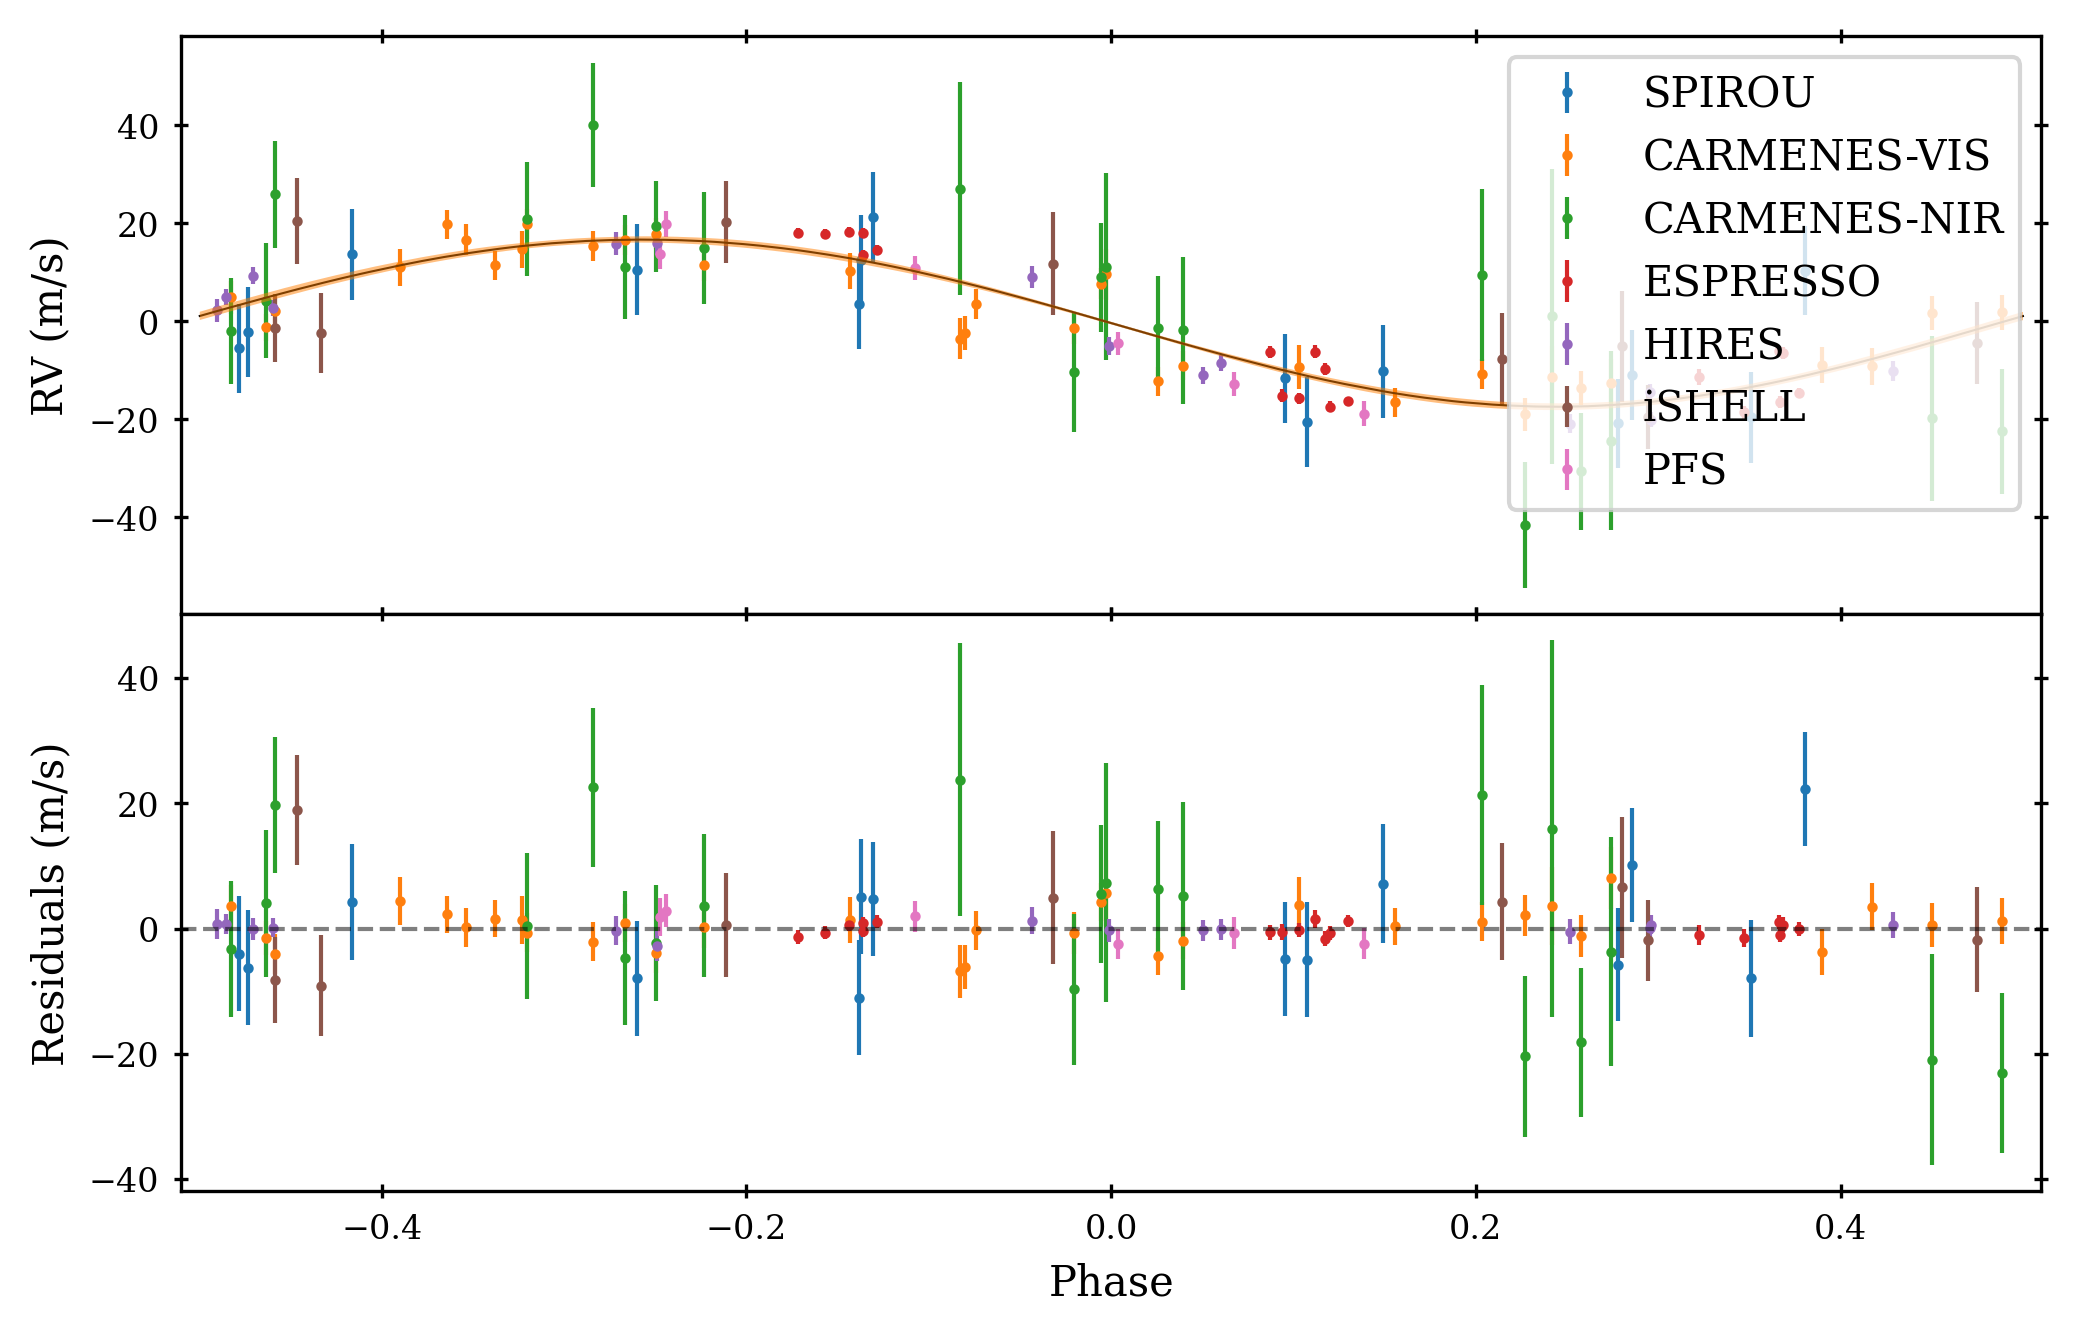 RV (m/s)
40
20
0
−20
−40
SPIROU
CARMENES-VIS
CARMENES-NIR
ESPRESSO
HIRES
iSHELL
PFS
Residuals (m/s)
40
20
0
−20
−40
−0.4
−0.2
0.0
0.2
0.4
Phase